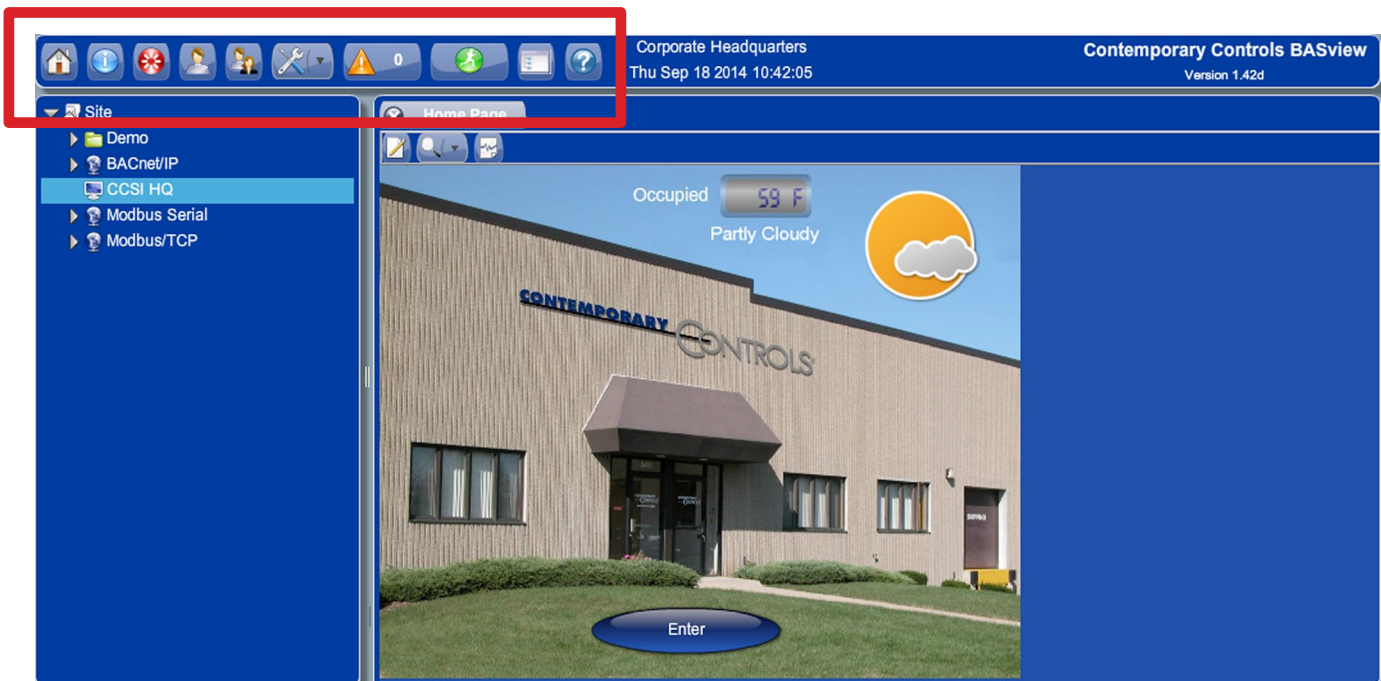 0
Corporate Headquarters
Thu Sep 18 2014 10:42:05
Contemporary Controls BASview
Version 1.42d
Site
Demo
BACnet/IP
CCSI HQ
Modbus Serial
Modbus/TCP
Home Page
Occupied 59 F
Partly Cloudy
CONTEMPORARY
CONTROLS
Enter